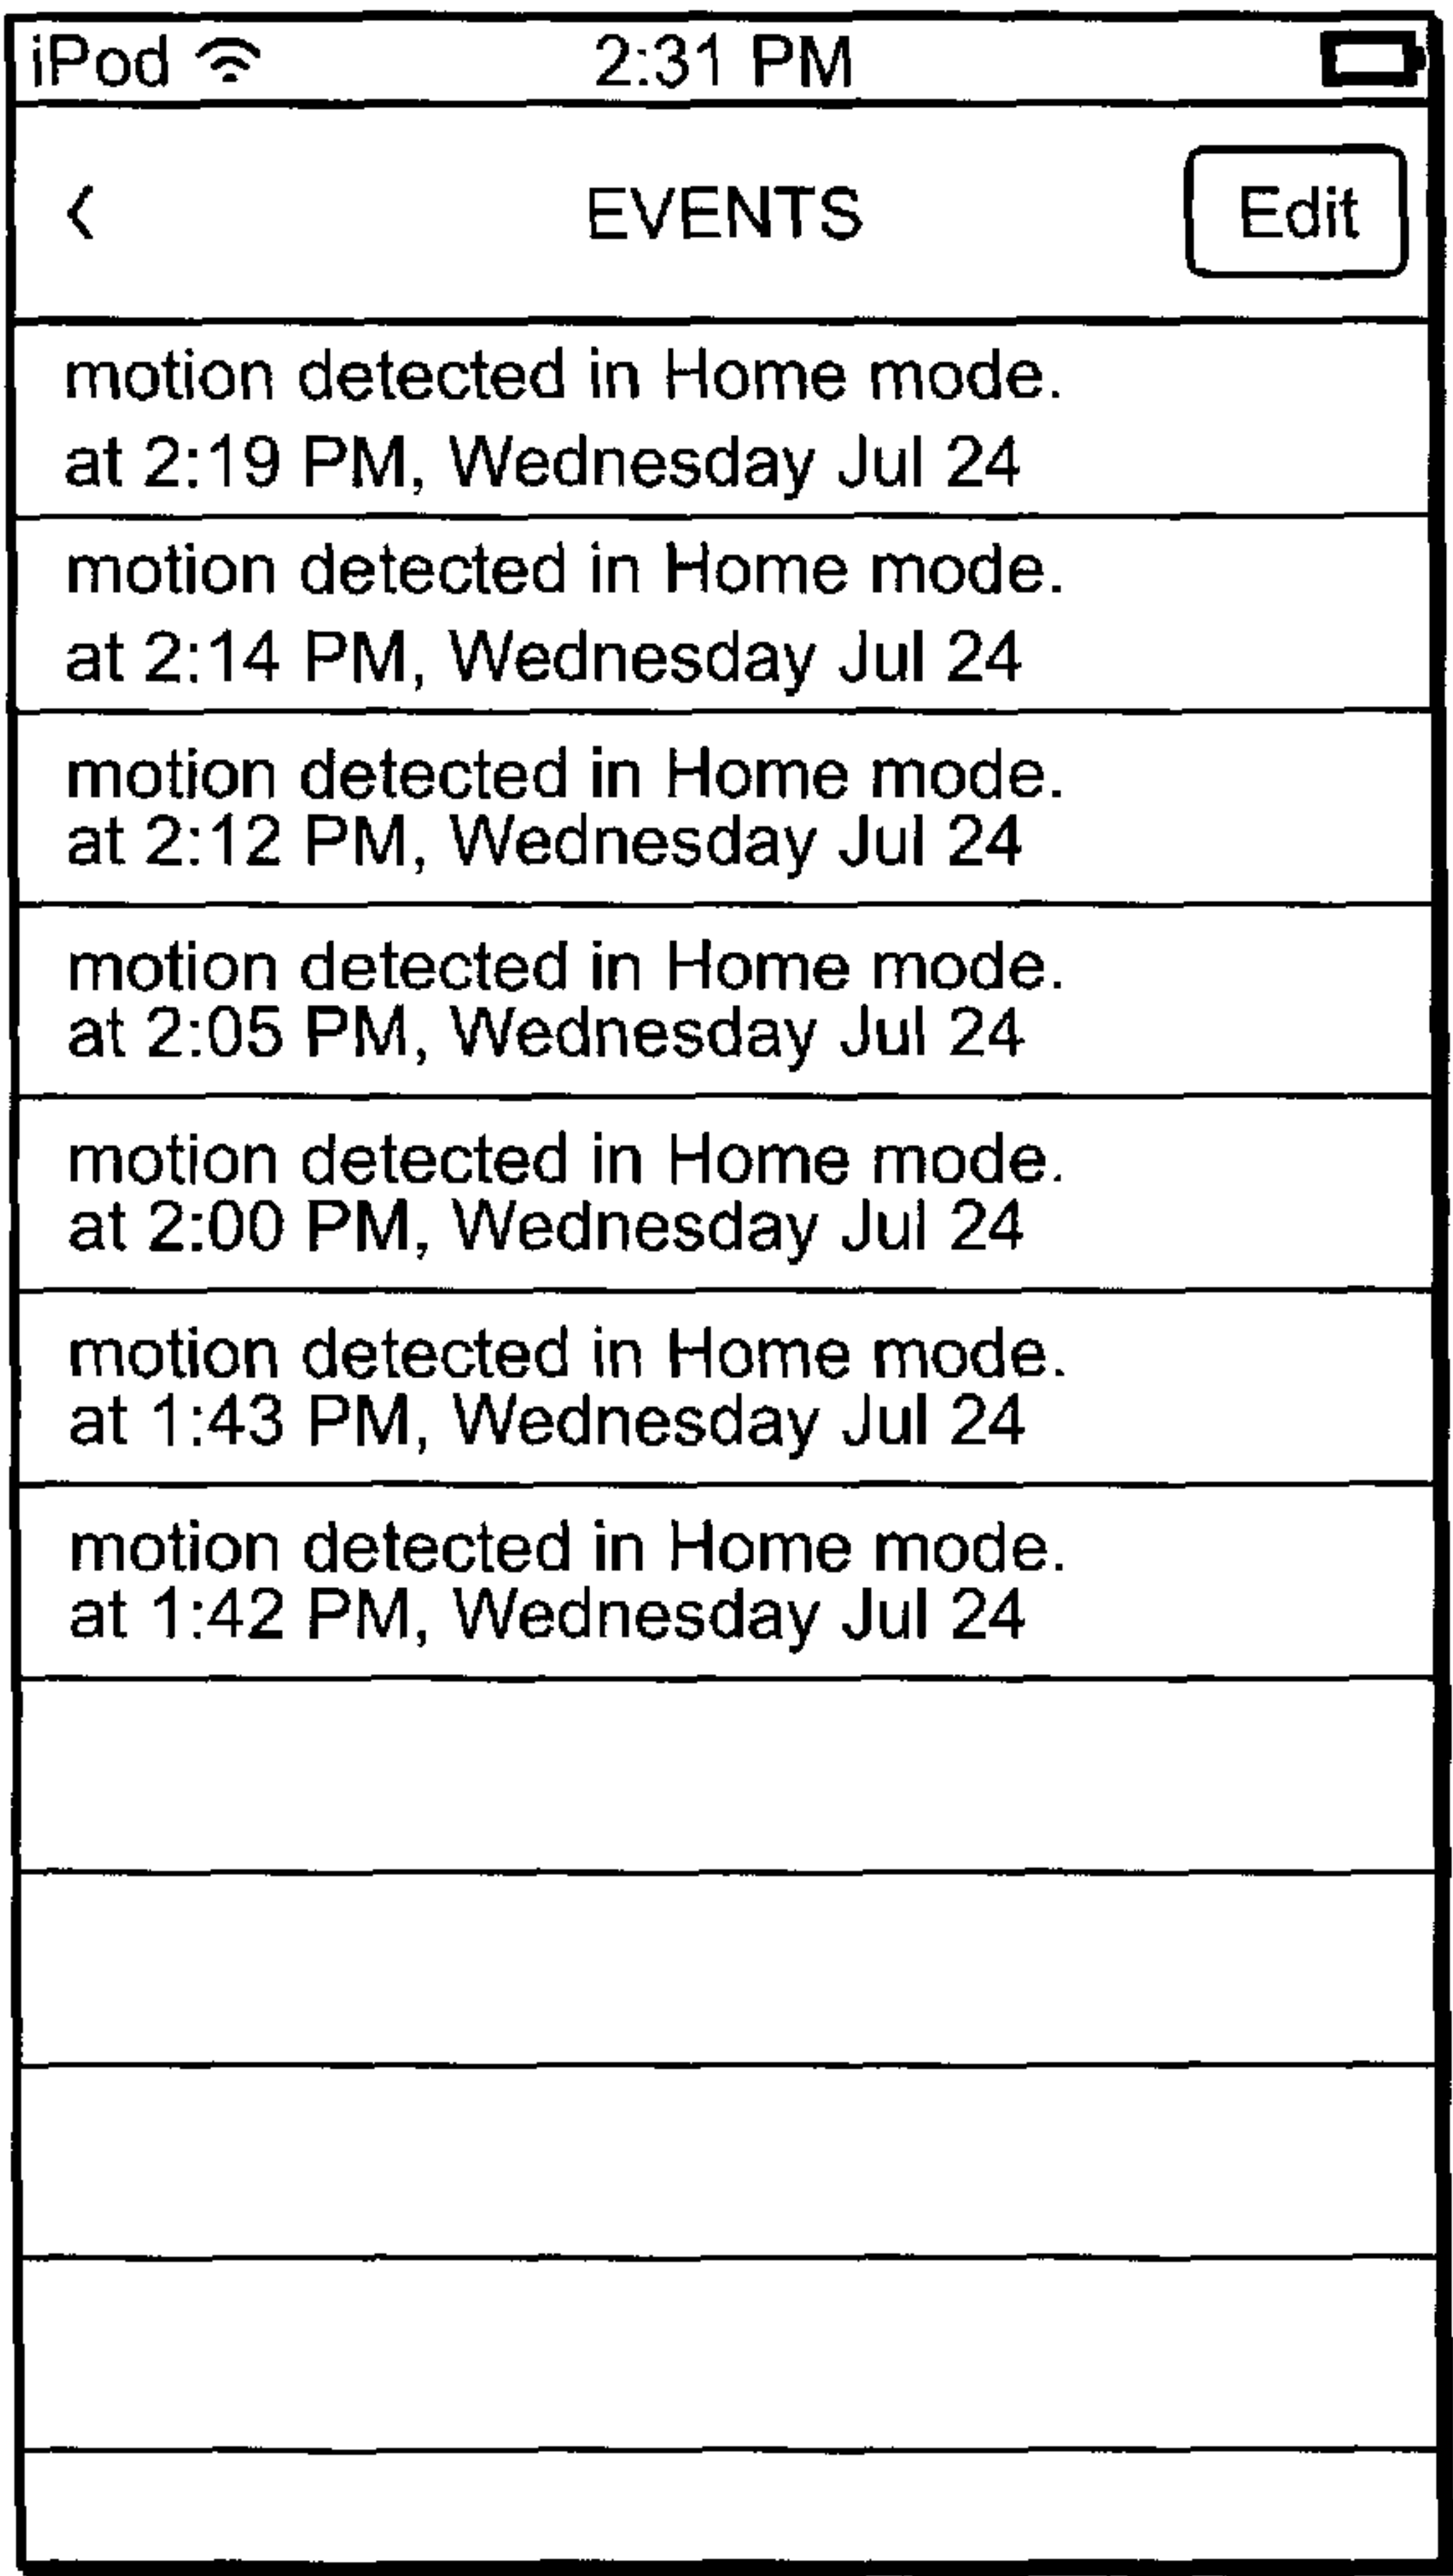 iPod 2:31 PM
< EVENTS Edit
motion detected in Home mode.
at 2:19 PM, Wednesday Jul 24
motion detected in Home mode.
at 2:14 PM, Wednesday Jul 24
motion detected in Home mode.
at 2:12 PM, Wednesday Jul 24
motion detected in Home mode.
at 2:05 PM, Wednesday Jul 24
motion detected in Home mode.
at 2:00 PM, Wednesday Jul 24
motion detected in Home mode.
at 1:43 PM, Wednesday Jul 24
motion detected in Home mode.
at 1:42 PM, Wednesday Jul 24